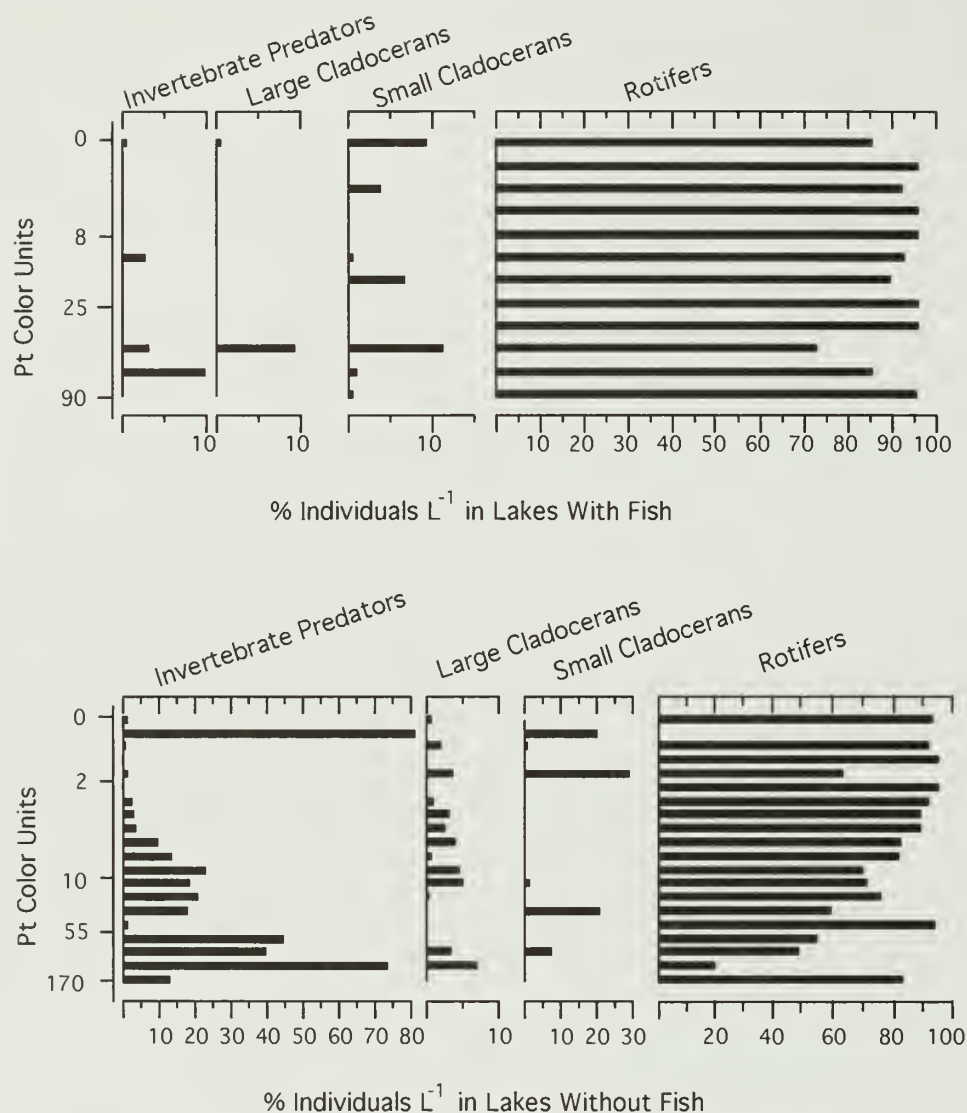 Invertebrate Predators
Large Cladocerans
Small Cladocerans
Rotifers
Pt Color Units
0
8
25
90
10
10
10
10 20 30 40 50 60 70 80 90 100
% Individuals L-1 in Lakes With Fish
Invertebrate Predators
Large Cladocerans
Small Cladocerans
Rotifers
Pt Color Units
0
2
10
55
170
10 20 30 40 50 60 70 80
10
10 20 30
20 40 60 80 100
% Individuals L-1 in Lakes Without Fish